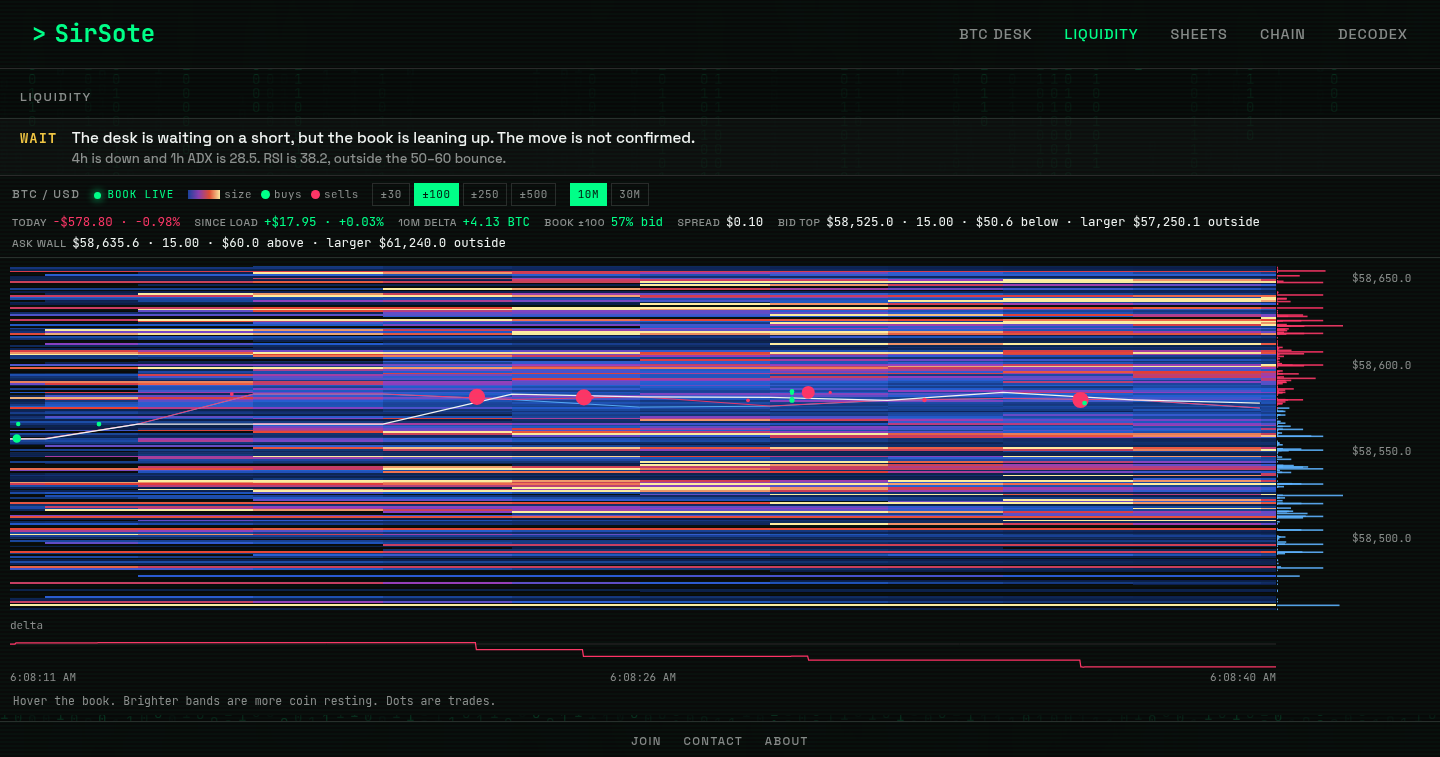 > SirSote
BTC DESK LIQUIDITY SHEETS CHAIN DECODEX
LIQUIDITY
WAIT The desk is waiting on a short, but the book is leaning up. The move is not confirmed.
4h is down and 1h ADX is 28.5. RSI is 38.2, outside the 50–60 bounce.
BTC / USD BOOK LIVE size buys sells ±30 ±100 ±250 ±500 10M 30M
TODAY -$578.80 · -0.98% SINCE LOAD +$17.95 · +0.03% 10M DELTA +4.13 BTC BOOK ±100 57% bid SPREAD $0.10 BID TOP $58,525.0 · 15.00 · $50.6 below · larger $57,250.1 outside
ASK WALL $58,635.6 · 15.00 · $60.0 above · larger $61,240.0 outside
$58,650.0
$58,600.0
$58,550.0
$58,500.0
delta
6:08:11 AM 6:08:26 AM 6:08:40 AM
Hover the book. Brighter bands are more coin resting. Dots are trades.
JOIN CONTACT ABOUT